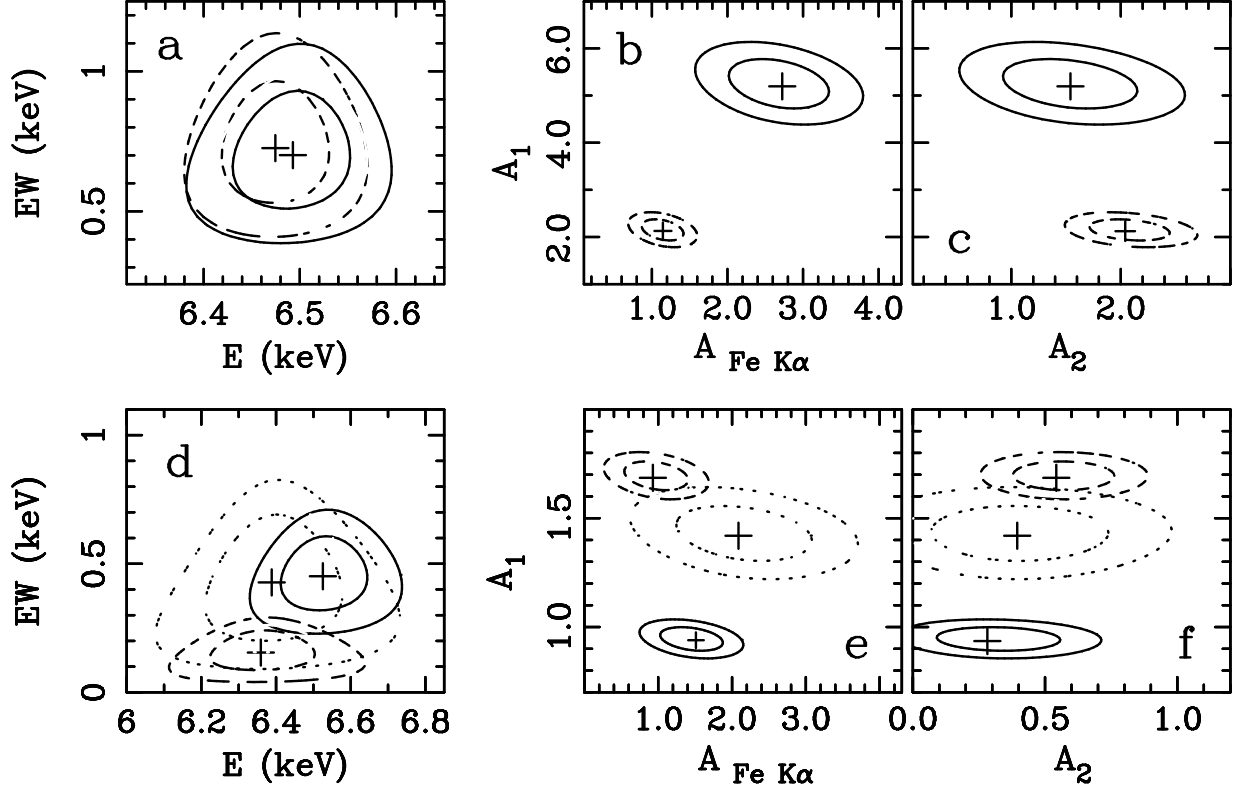 a
EW (keV)
1
0.5
6.4 6.5 6.6
E (keV)
b
A1
6.0
4.0
2.0
1.0 2.0 3.0 4.0
A Fe Kα
c
1.0 2.0
A2
d
EW (keV)
1
0.5
0
6 6.2 6.4 6.6 6.8
E (keV)
e
A1
1.5
1.0
1.0 2.0 3.0
A Fe Kα
f
0.0 0.5 1.0
A2